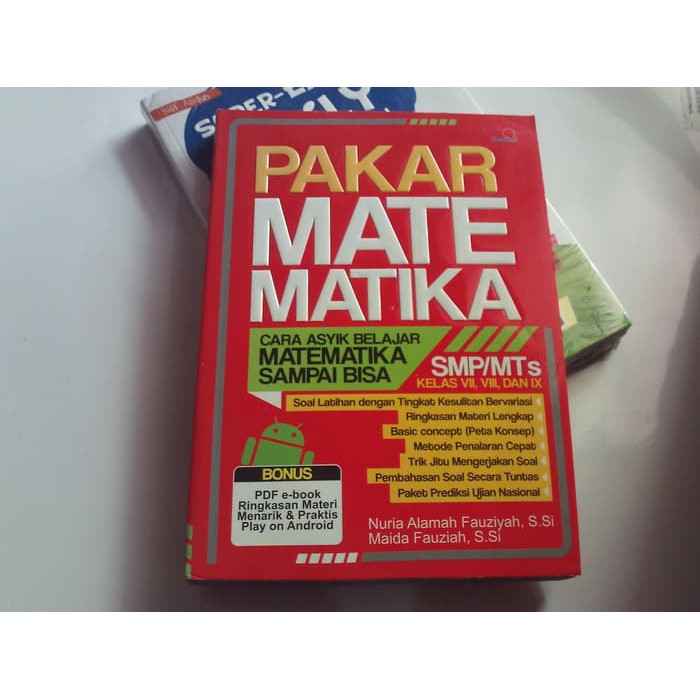 PAKAR
MATE
MATIKA
CARA ASYIK BELAJAR
MATEMATIKA
SAMPAI BISA
SMP/MTs
KELAS VII, VIII, DAN IX
Soal Latihan dengan Tingkat Kesulitan Bervariasi
Ringkasan Materi Lengkap
Basic concept (Peta Konsep)
Metode Penalaran Cepat
Trik Jitu Mengerjakan Soal
Pembahasan Soal Secara Tuntas
Paket Prediksi Ujian Nasional
BONUS
PDF e-book
Ringkasan Materi
Menarik & Praktis
Play on Android
Nuria Alamah Fauziyah, S.Si
Maida Fauziah, S.Si